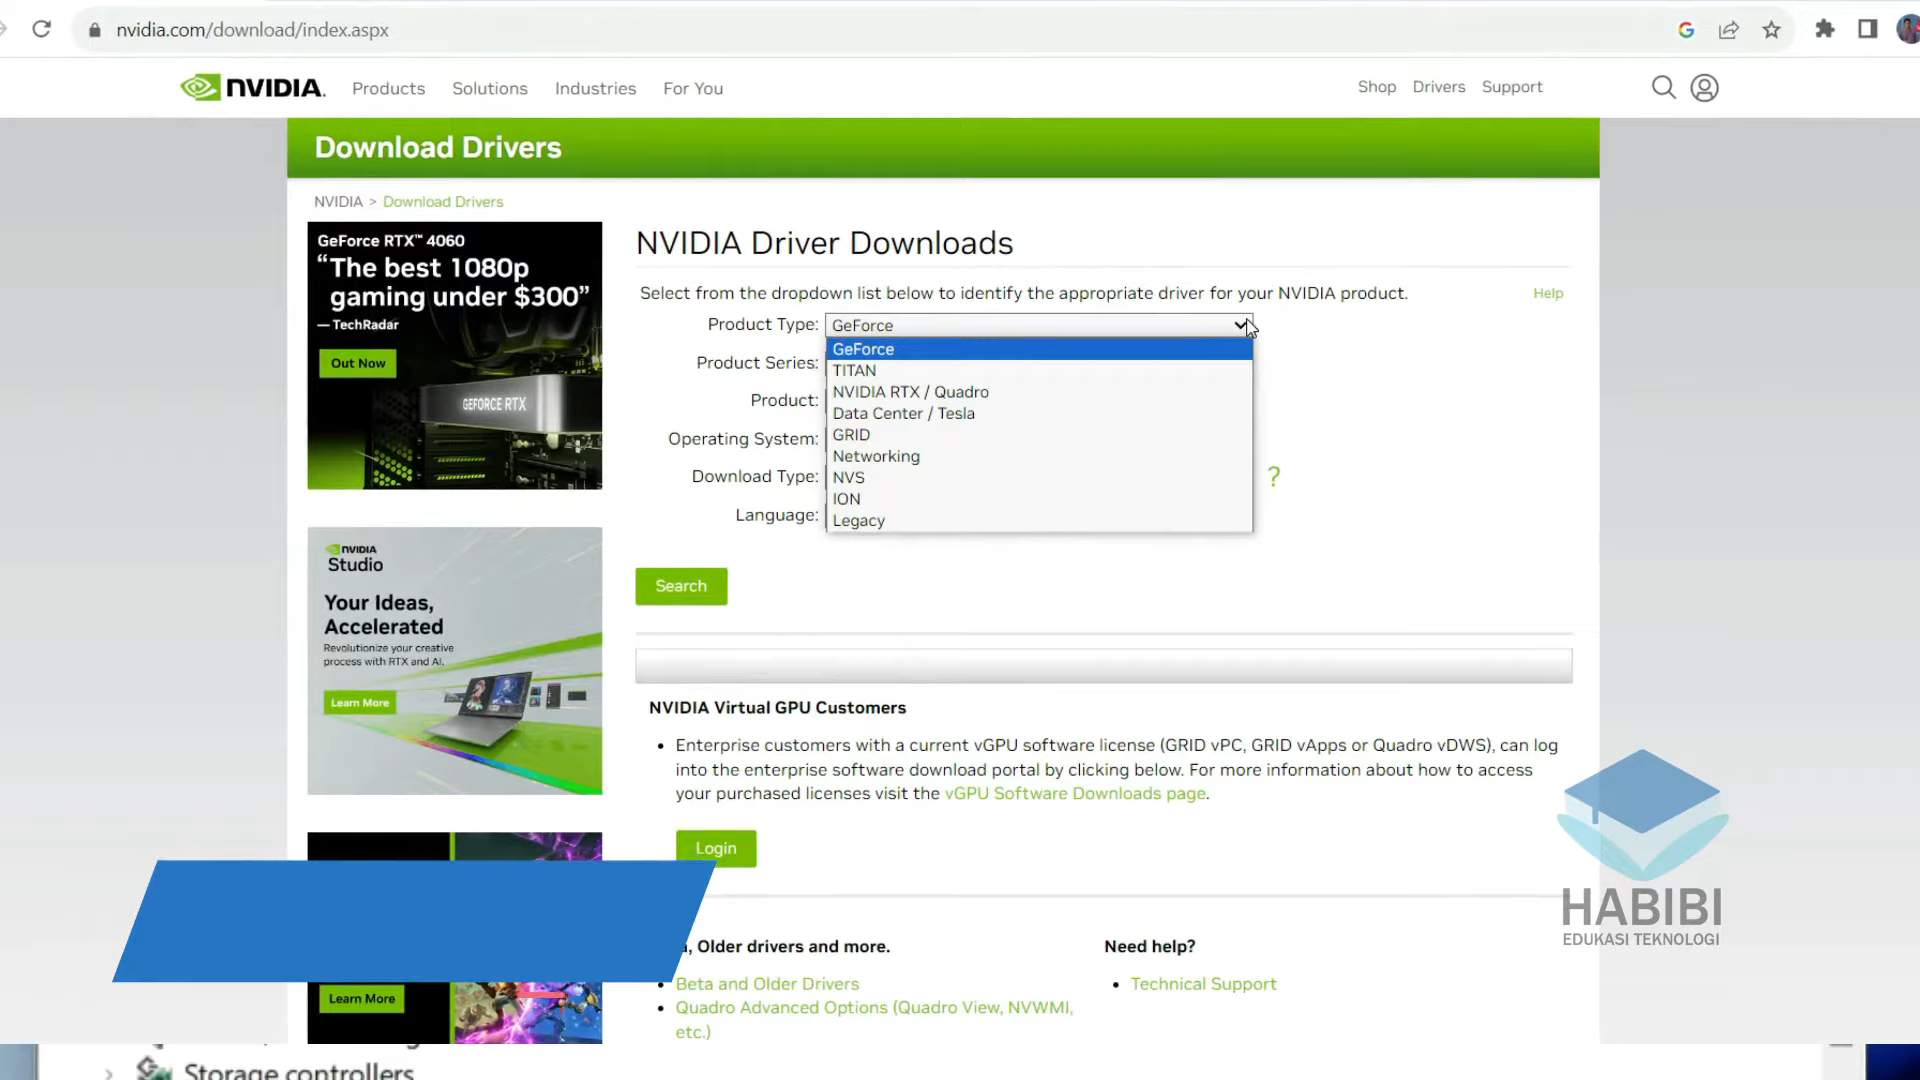 nvidia.com/download/index.aspx
NVIDIA.
Products
Solutions
Industries
For You
Shop
Drivers
Support
Download Drivers
NVIDIA > Download Drivers
GeForce RTX™ 4060
“The best 1080p
gaming under $300”
— TechRadar
Out Now
GEFORCE RTX
NVIDIA Driver Downloads
Select from the dropdown list below to identify the appropriate driver for your NVIDIA product.
Help
Product Type:
GeForce
GeForce
Product Series:
TITAN
NVIDIA RTX / Quadro
Product:
Data Center / Tesla
GRID
Operating System:
Networking
Download Type:
NVS
?
ION
Language:
Legacy
Search
NVIDIA
Studio
Your Ideas,
Accelerated
Revolutionize your creative
process with RTX and AI.
Learn More
NVIDIA Virtual GPU Customers
• Enterprise customers with a current vGPU software license (GRID vPC, GRID vApps or Quadro vDWS), can log
into the enterprise software download portal by clicking below. For more information about how to access
your purchased licenses visit the vGPU Software Downloads page.
Login
HABIBI
EDUKASI TEKNOLOGI
, Older drivers and more.
• Beta and Older Drivers
• Quadro Advanced Options (Quadro View, NVWMI,
etc.)
Need help?
• Technical Support
Learn More
Storage controllers